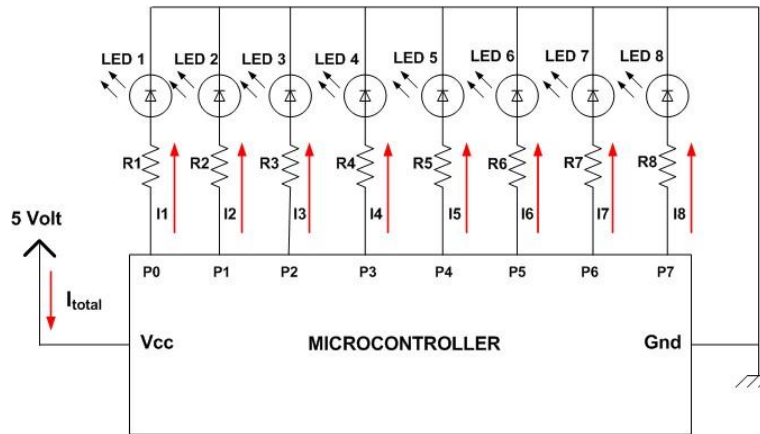 LED 1 LED 2 LED 3 LED 4 LED 5 LED 6 LED 7 LED 8
R1 R2 R3 R4 R5 R6 R7 R8
I1 I2 I3 I4 I5 I6 I7 I8
5 Volt
P0 P1 P2 P3 P4 P5 P6 P7
Itotal
Vcc MICROCONTROLLER Gnd